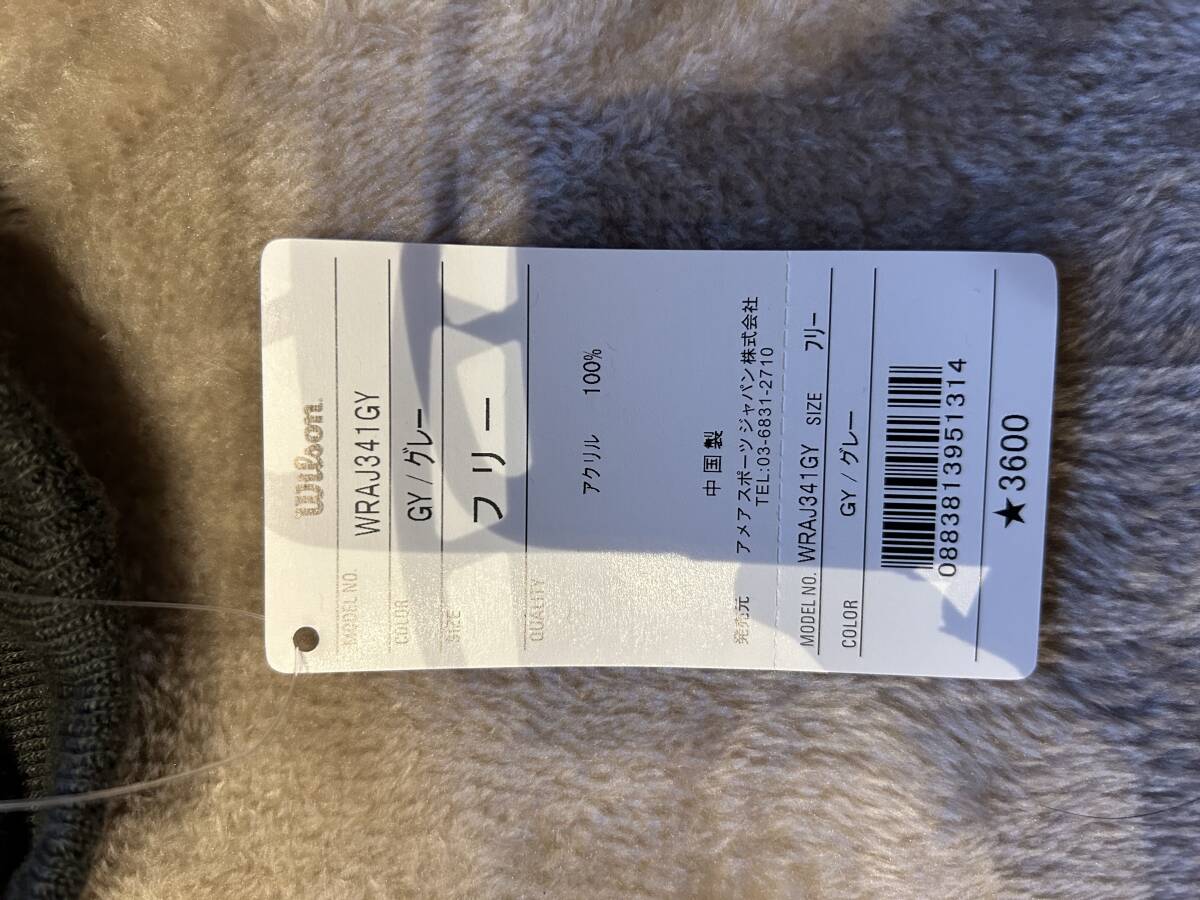 Wilson.
MODEL NO. WRAJ341GY
COLOR GY/グレー
SIZE フリー
QUALITY
アクリル 100%
中国製
発売元 アメアスポーツジャパン株式会社
TEL:03-6831-2710
MODEL NO. WRAJ341GY SIZE フリー
COLOR GY/グレー
0883813951314
★3600